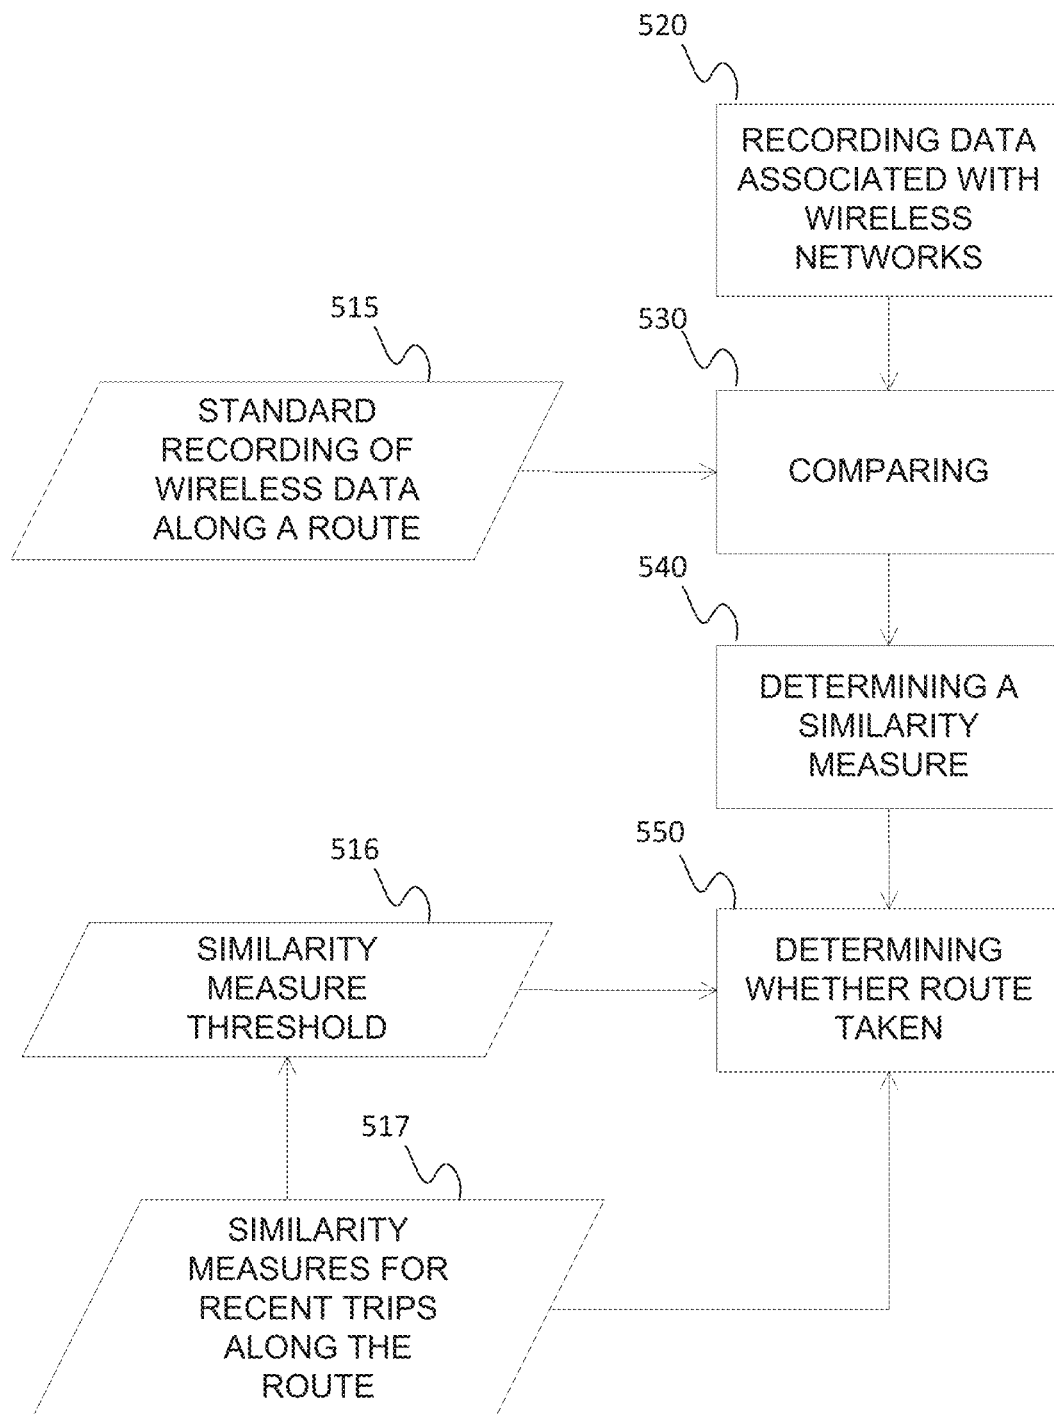 520
RECORDING DATA
ASSOCIATED WITH
WIRELESS
NETWORKS
515
STANDARD
RECORDING OF
WIRELESS DATA
ALONG A ROUTE
530
COMPARING
540
DETERMINING A
SIMILARITY
MEASURE
516
SIMILARITY
MEASURE
THRESHOLD
550
DETERMINING
WHETHER ROUTE
TAKEN
517
SIMILARITY
MEASURES FOR
RECENT TRIPS
ALONG THE
ROUTE